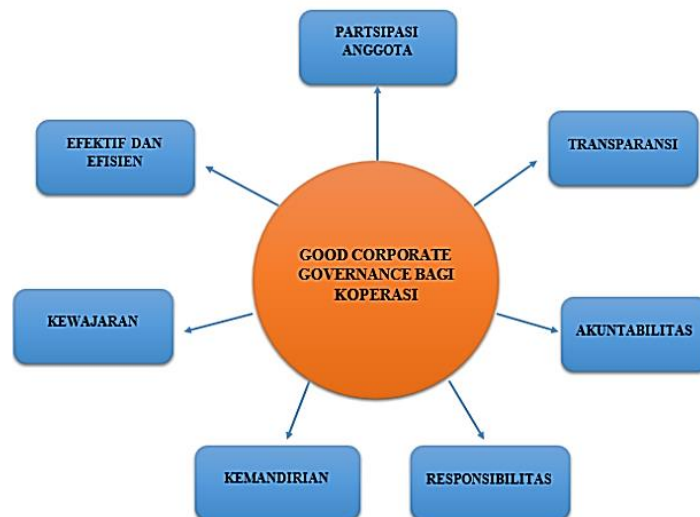 PARTSIPASI
ANGGOTA
TRANSPARANSI
AKUNTABILITAS
RESPONSIBILITAS
KEMANDIRIAN
KEWAJARAN
EFEKTIF DAN
EFISIEN
GOOD CORPORATE
GOVERNANCE BAGI
KOPERASI